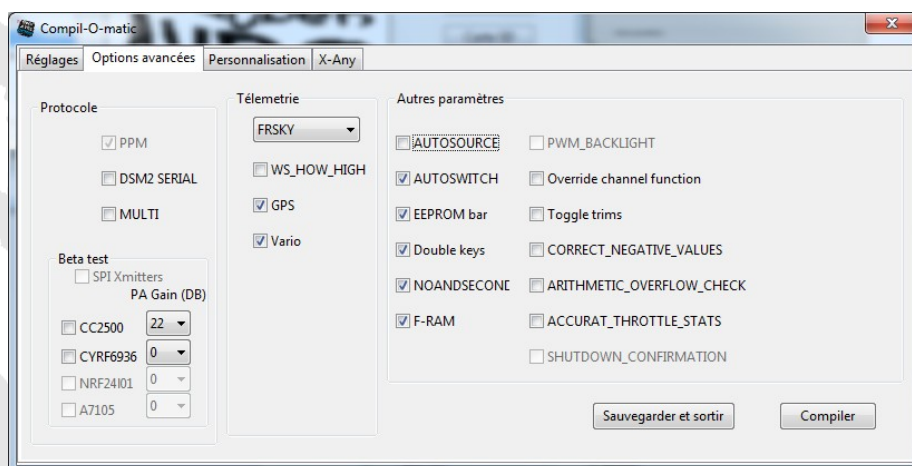 Compil-O-matic
Réglages
Options avancées
Personnalisation
X-Any
Protocole
PPM
DSM2 SERIAL
MULTI
Beta test
SPI Xmitters
PA Gain (DB)
CC2500
22
CYRF6936
0
NRF24l01
0
A7105
0
Télemetrie
FRSKY
WS_HOW_HIGH
GPS
Vario
Autres paramètres
AUTOSOURCE
AUTOSWITCH
EEPROM bar
Double keys
NOANDSECOND
F-RAM
PWM_BACKLIGHT
Override channel function
Toggle trims
CORRECT_NEGATIVE_VALUES
ARITHMETIC_OVERFLOW_CHECK
ACCURAT_THROTTLE_STATS
SHUTDOWN_CONFIRMATION
Sauvegarder et sortir
Compiler